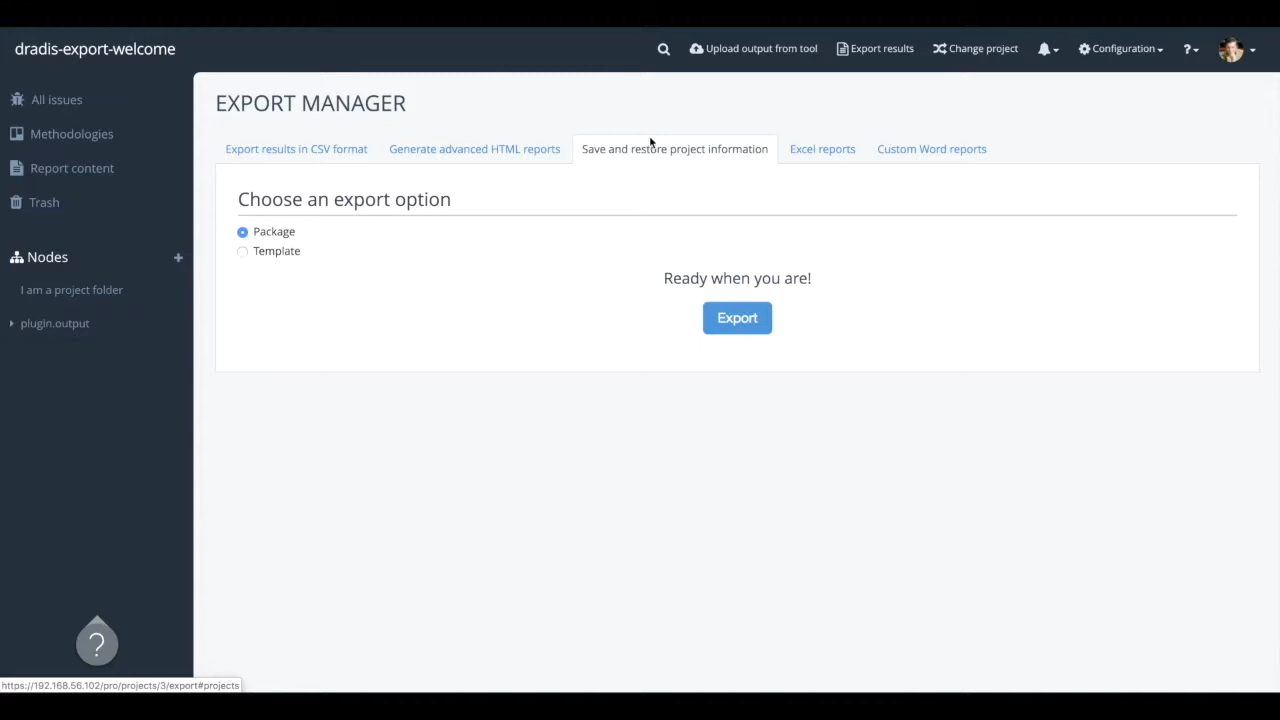 dradis-export-welcome
Upload output from tool
Export results
Change project
Configuration
?
All issues
Methodologies
Report content
Trash
Nodes
+
I am a project folder
plugin.output
?
EXPORT MANAGER
Export results in CSV format
Generate advanced HTML reports
Save and restore project information
Excel reports
Custom Word reports
Choose an export option
Package
Template
Ready when you are!
Export
https://192.168.56.102/pro/projects/3/export#projects